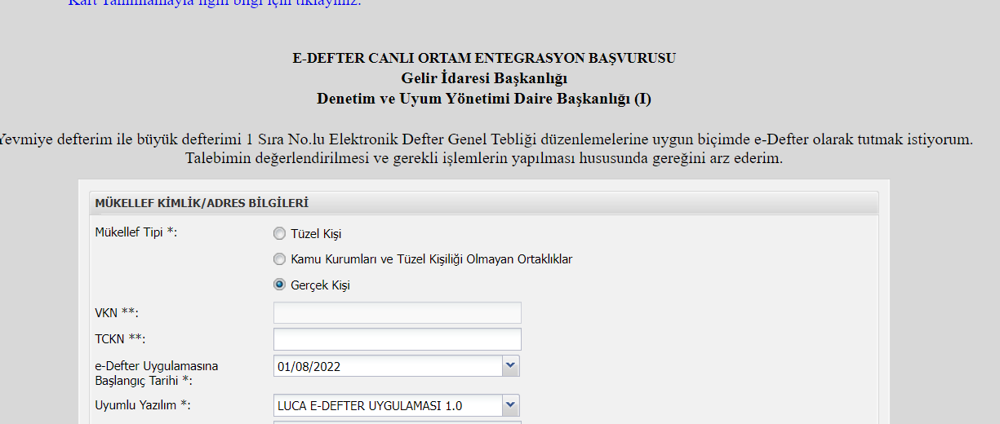 Kart Tanımlamayla ilgili bilgi için tıklayınız.
E-DEFTER CANLI ORTAM ENTEGRASYON BAŞVURUSU
Gelir İdaresi Başkanlığı
Denetim ve Uyum Yönetimi Daire Başkanlığı (I)
Yevmiye defterim ile büyük defterimi 1 Sıra No.lu Elektronik Defter Genel Tebliği düzenlemelerine uygun biçimde e-Defter olarak tutmak istiyorum.
Talebimin değerlendirilmesi ve gerekli işlemlerin yapılması hususunda gereğini arz ederim.
MÜKELLEF KİMLİK/ADRES BİLGİLERİ
Mükellef Tipi *:
Tüzel Kişi
Kamu Kurumları ve Tüzel Kişiliği Olmayan Ortaklıklar
Gerçek Kişi
VKN **:
TCKN **:
e-Defter Uygulamasına
Başlangıç Tarihi *:
01/08/2022
Uyumlu Yazılım *:
LUCA E-DEFTER UYGULAMASI 1.0